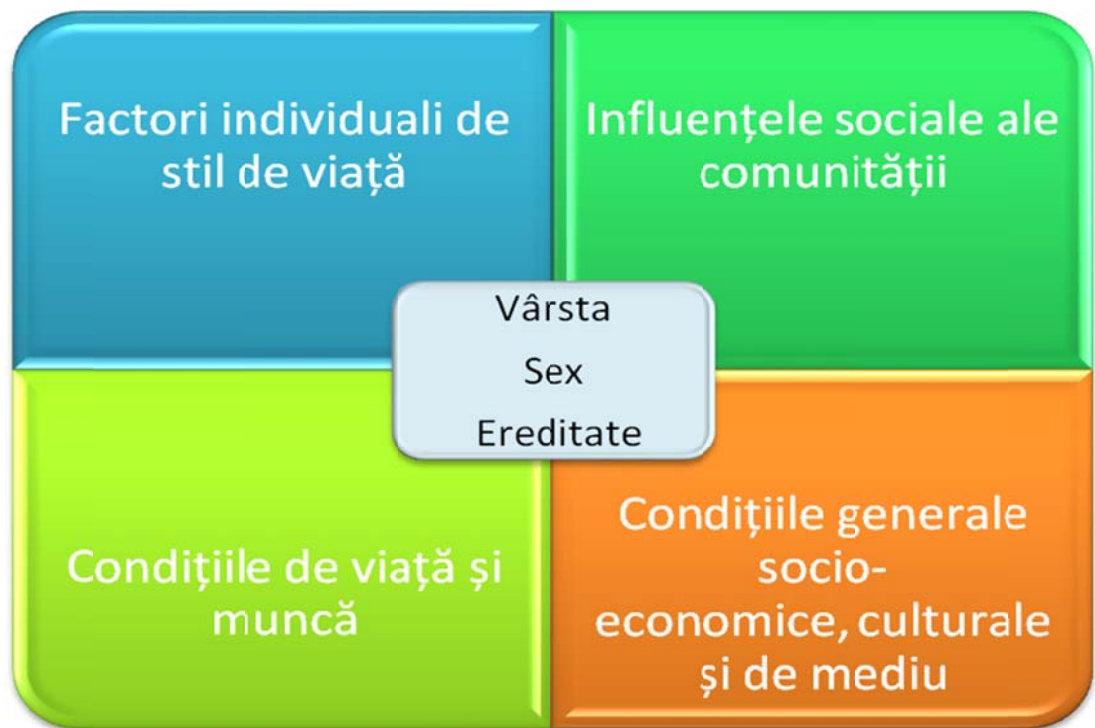 Factori individuali de
stil de viață
Influențele sociale ale
comunității
Vârsta
Sex
Ereditate
Condițiile de viață și
muncă
Condițiile generale
socio-
economice, culturale
și de mediu